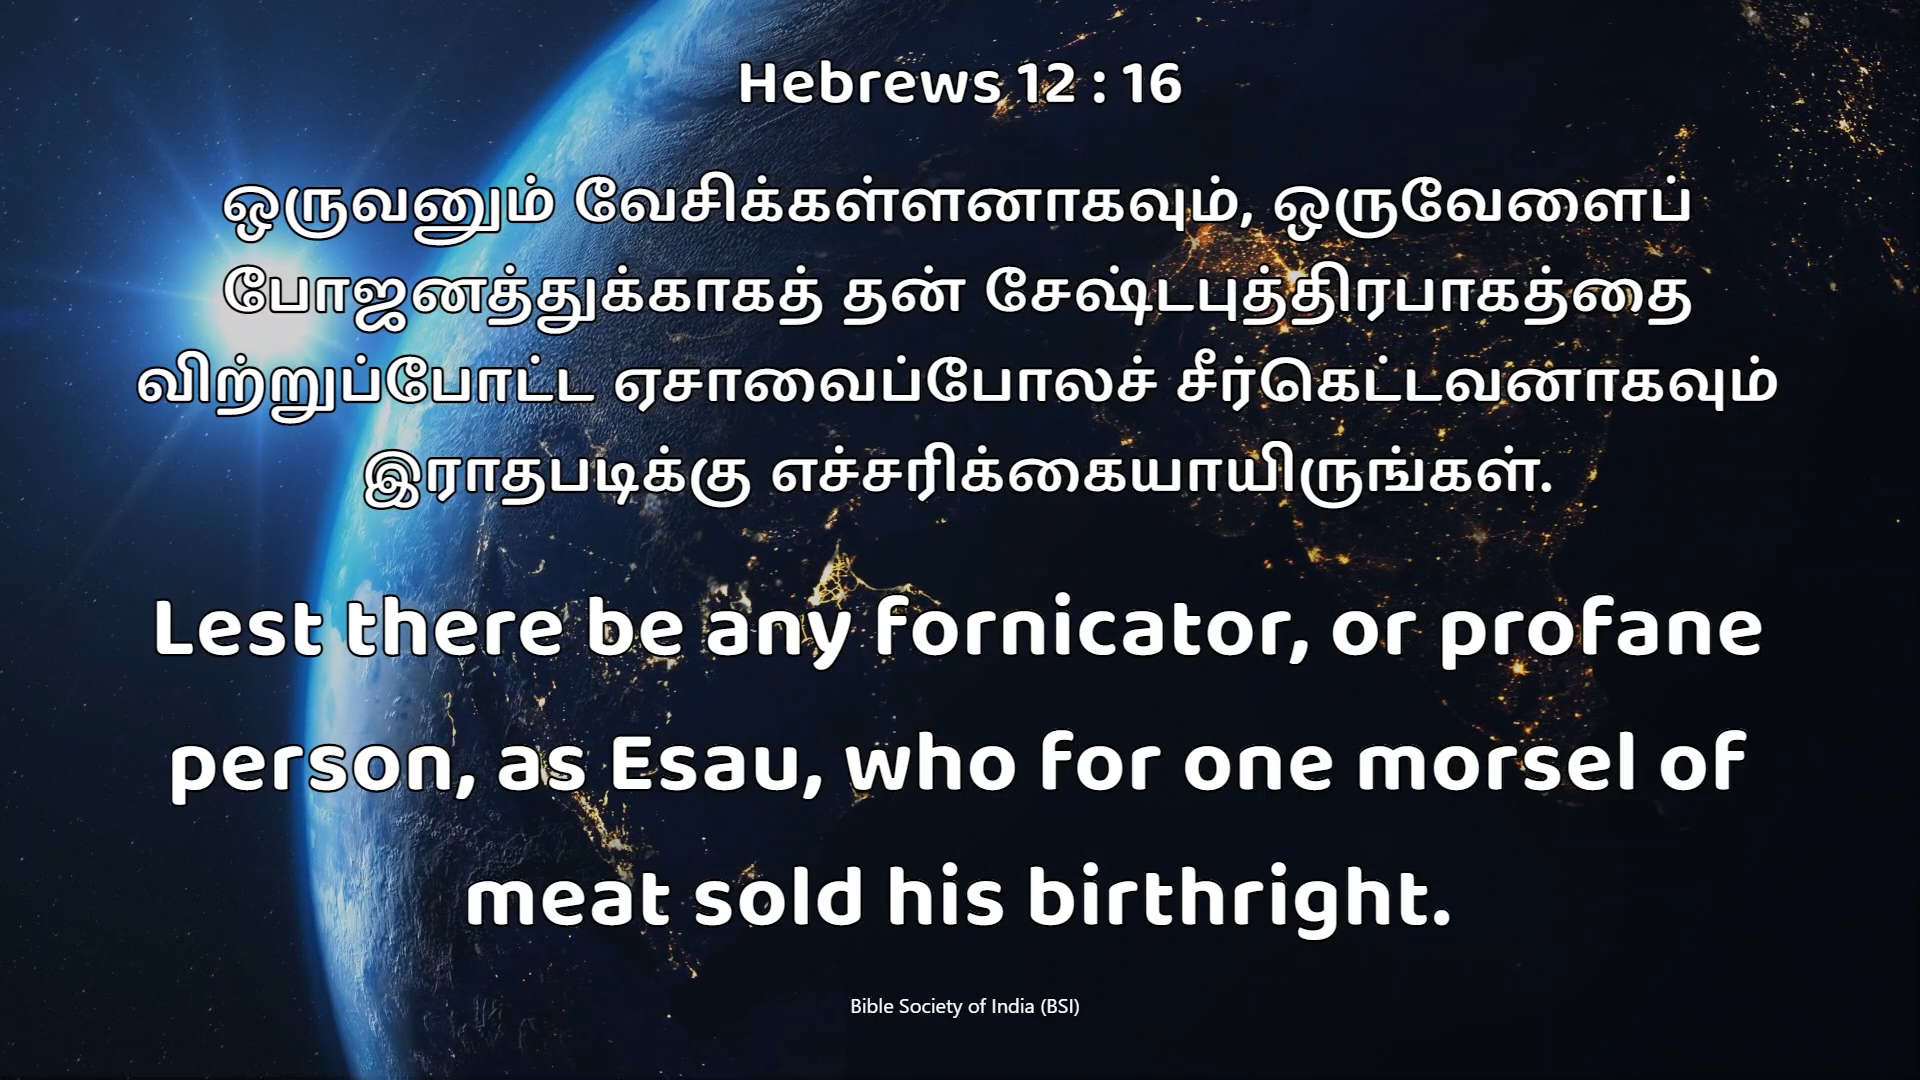 Hebrews 12 : 16
ஒருவனும் வேசிக்கள்ளனாகவும், ஒருவேளைப்
போஜனத்துக்காகத் தன் சேஷ்டபுத்திரபாகத்தை
விற்றுப்போட்ட ஏசாவைப்போலச் சீர்கெட்டவனாகவும்
இராதபடிக்கு எச்சரிக்கையாயிருங்கள்.
Lest there be any fornicator, or profane
person, as Esau, who for one morsel of
meat sold his birthright.
Bible Society of India (BSI)